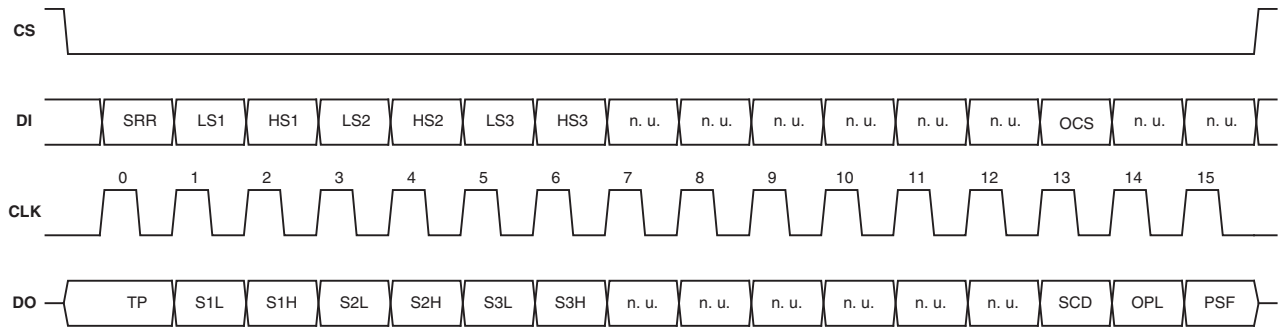 CS
DI SRR LS1 HS1 LS2 HS2 LS3 HS3 n. u. n. u. n. u. n. u. n. u. n. u. OCS n. u. n. u.
0 1 2 3 4 5 6 7 8 9 10 11 12 13 14 15
CLK
DO TP S1L S1H S2L S2H S3L S3H n. u. n. u. n. u. n. u. n. u. n. u. SCD OPL PSF